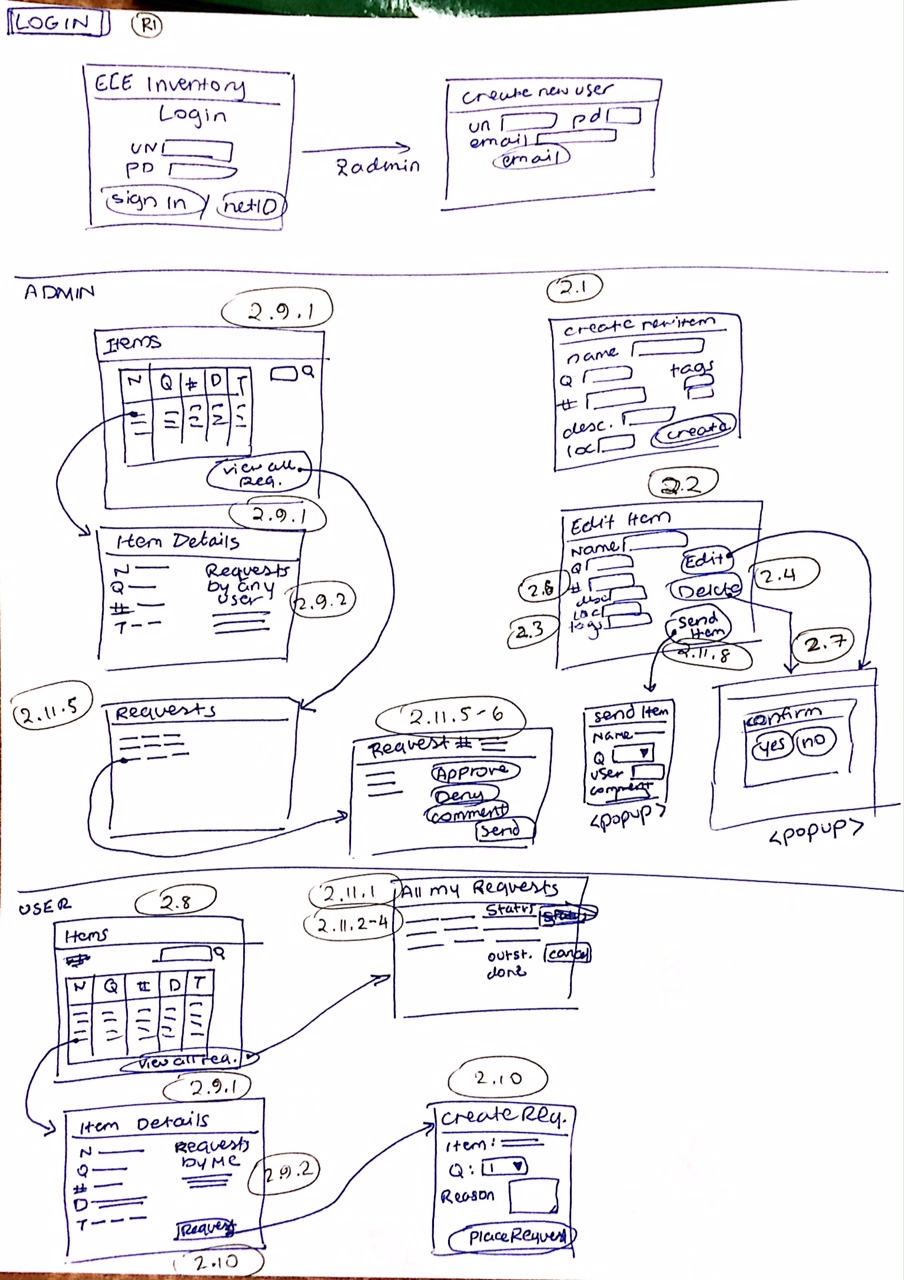 LOGIN R1
ECE Inventory
Login
UN
PD
sign in / netID
2admin
create new user
un pd
email
email
ADMIN
2.9.1
Items
N Q # D T
Q
view all
req.
2.1
create new item
name
Q tags
#
desc.
loc create
2.9.1
Item Details
N
Q
#
T
Requests
by any
user
2.9.2
2.2
Edit Item
Name
Q Edit
#
desc Delete
loc
tags send
Item
2.3
2.4
2.11.8
2.7
2.11.5
Requests
2.11.5-6
Request #
Approve
Deny
comment
send
send Item
Name
Q
user
comment
<popup>
confirm
yes no
<popup>
USER
2.8
Items
Q
N Q # D T
view all req.
2.11.1
2.11.2-4
All my Requests
Status
outst. cancel
done
2.9.1
Item Details
N
Q
#
D
T
Requests
by ME
2.9.2
Request
2.10
2.10
Create Req.
Item:
Q: 1
Reason
Place Request